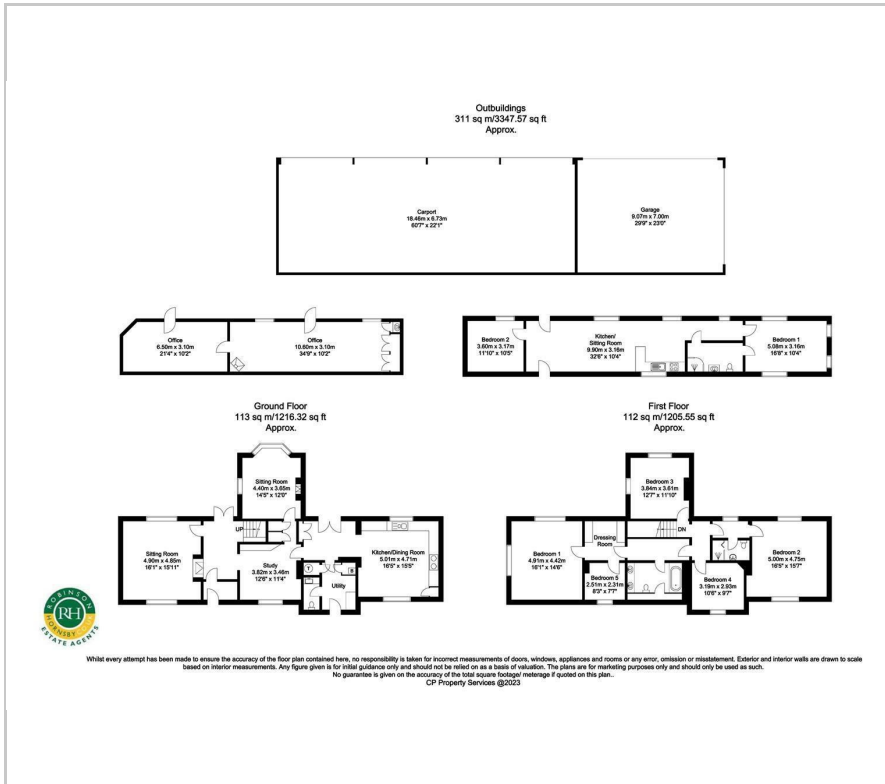 Outbuildings
311 sq m/3347.57 sq ft
Approx.
Carport
18.46m x 6.73m
60'7" x 22'1"
Garage
9.07m x 7.00m
29'9" x 23'0"
Office
6.50m x 3.10m
21'4" x 10'2"
Office
10.60m x 3.10m
34'9" x 10'2"
Bedroom 2
3.60m x 3.17m
11'10" x 10'5"
Kitchen/
Sitting Room
9.90m x 3.16m
32'6" x 10'4"
Bedroom 1
5.08m x 3.16m
16'8" x 10'4"
Ground Floor
113 sq m/1216.32 sq ft
Approx.
Sitting Room
4.40m x 3.65m
14'5" x 12'0"
Sitting Room
4.90m x 4.85m
16'1" x 15'11"
UP
Study
3.82m x 3.46m
12'6" x 11'4"
Kitchen/Dining Room
5.01m x 4.71m
16'5" x 15'5"
Utility
First Floor
112 sq m/1205.55 sq ft
Approx.
Bedroom 3
3.84m x 3.61m
12'7" x 11'10"
DN
Dressing
Room
Bedroom 1
4.91m x 4.42m
16'1" x 14'6"
Bedroom 2
5.00m x 4.75m
16'5" x 15'7"
Bedroom 5
2.51m x 2.31m
8'3" x 7'7"
Bedroom 4
3.19m x 2.93m
10'6" x 9'7"
ROBINSON
HORNSBY
RH
ESTATE AGENTS
Whilst every attempt has been made to ensure the accuracy of the floor plan contained here, no responsibility is taken for incorrect measurements of doors, windows, appliances and rooms or any error, omission or misstatement. Exterior and interior walls are drawn to scale
based on interior measurements. Any figure given is for initial guidance only and should not be relied on as a basis of valuation. The plans are for marketing purposes only and should only be used as such.
No guarantee is given on the accuracy of the total square footage/ meterage if quoted on this plan..
CP Property Services @2023